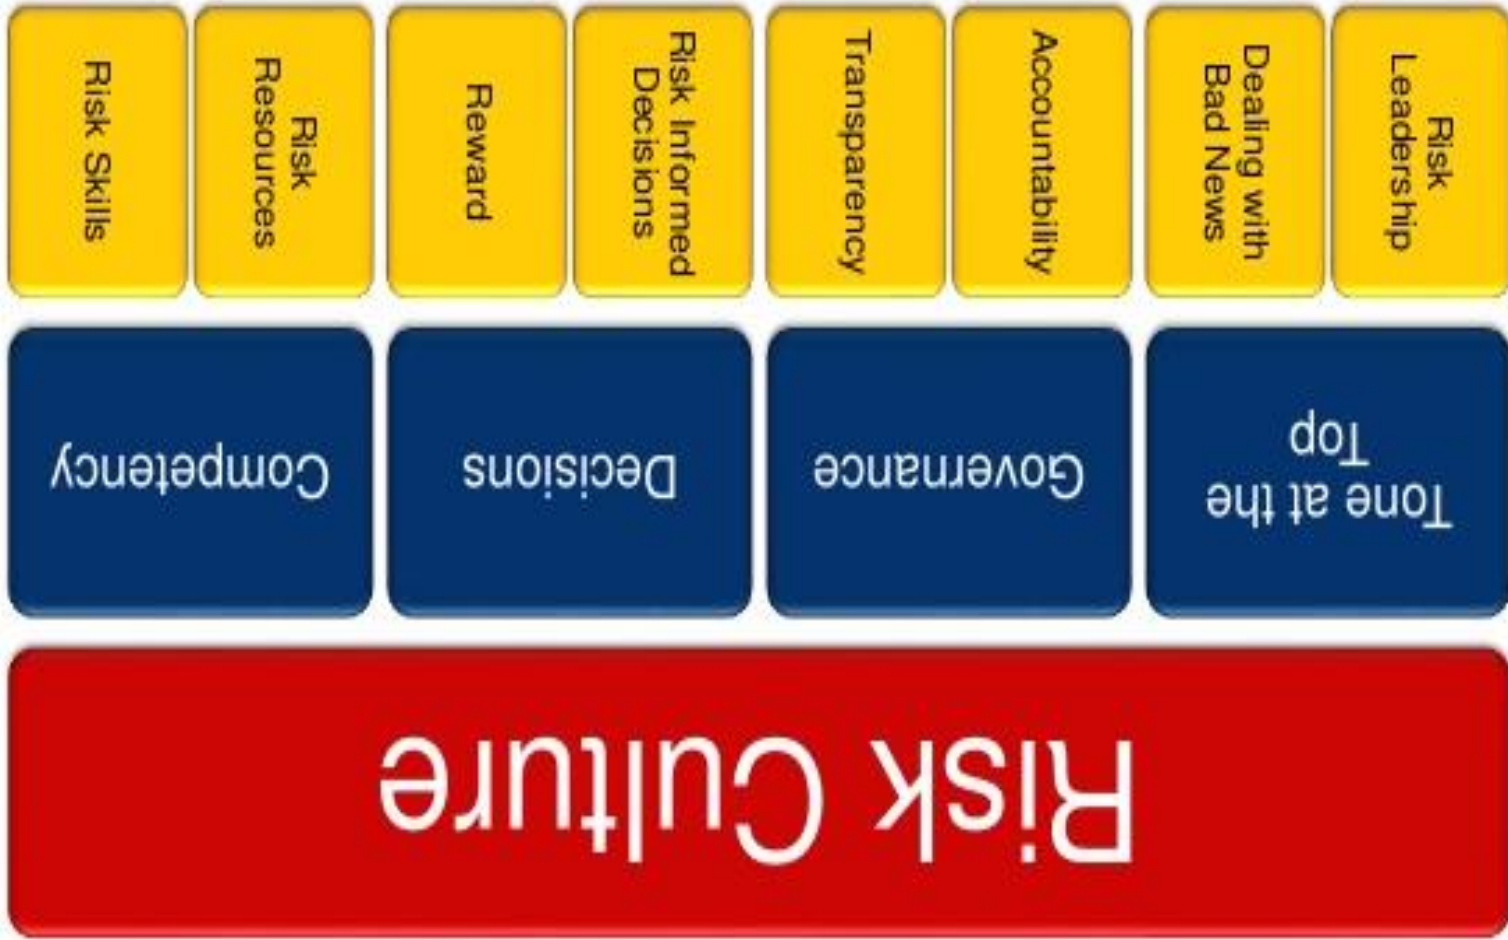 Risk Culture
Tone at the
Top
Governance
Decisions
Competency
Risk
Leadership
Dealing with
Bad News
Accountability
Transparency
Risk Informed
Decisions
Reward
Risk
Resources
Risk Skills